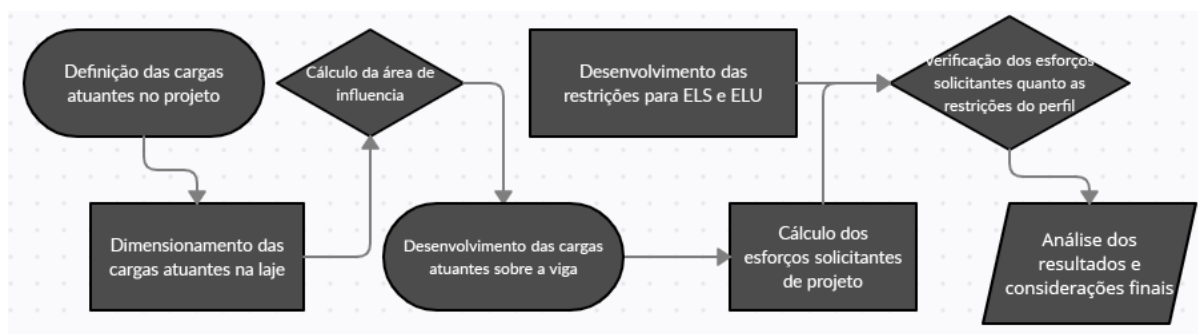 Definição das cargas
atuantes no projeto
Dimensionamento das
cargas atuantes na laje
Cálculo da área de
influencia
Desenvolvimento das cargas
atuantes sobre a viga
Cálculo dos
esforços solicitantes
de projeto
Desenvolvimento das
restrições para ELS e ELU
Verificação dos esforços
solicitantes quanto as
restrições do perfil
Análise dos
resultados e
considerações finais